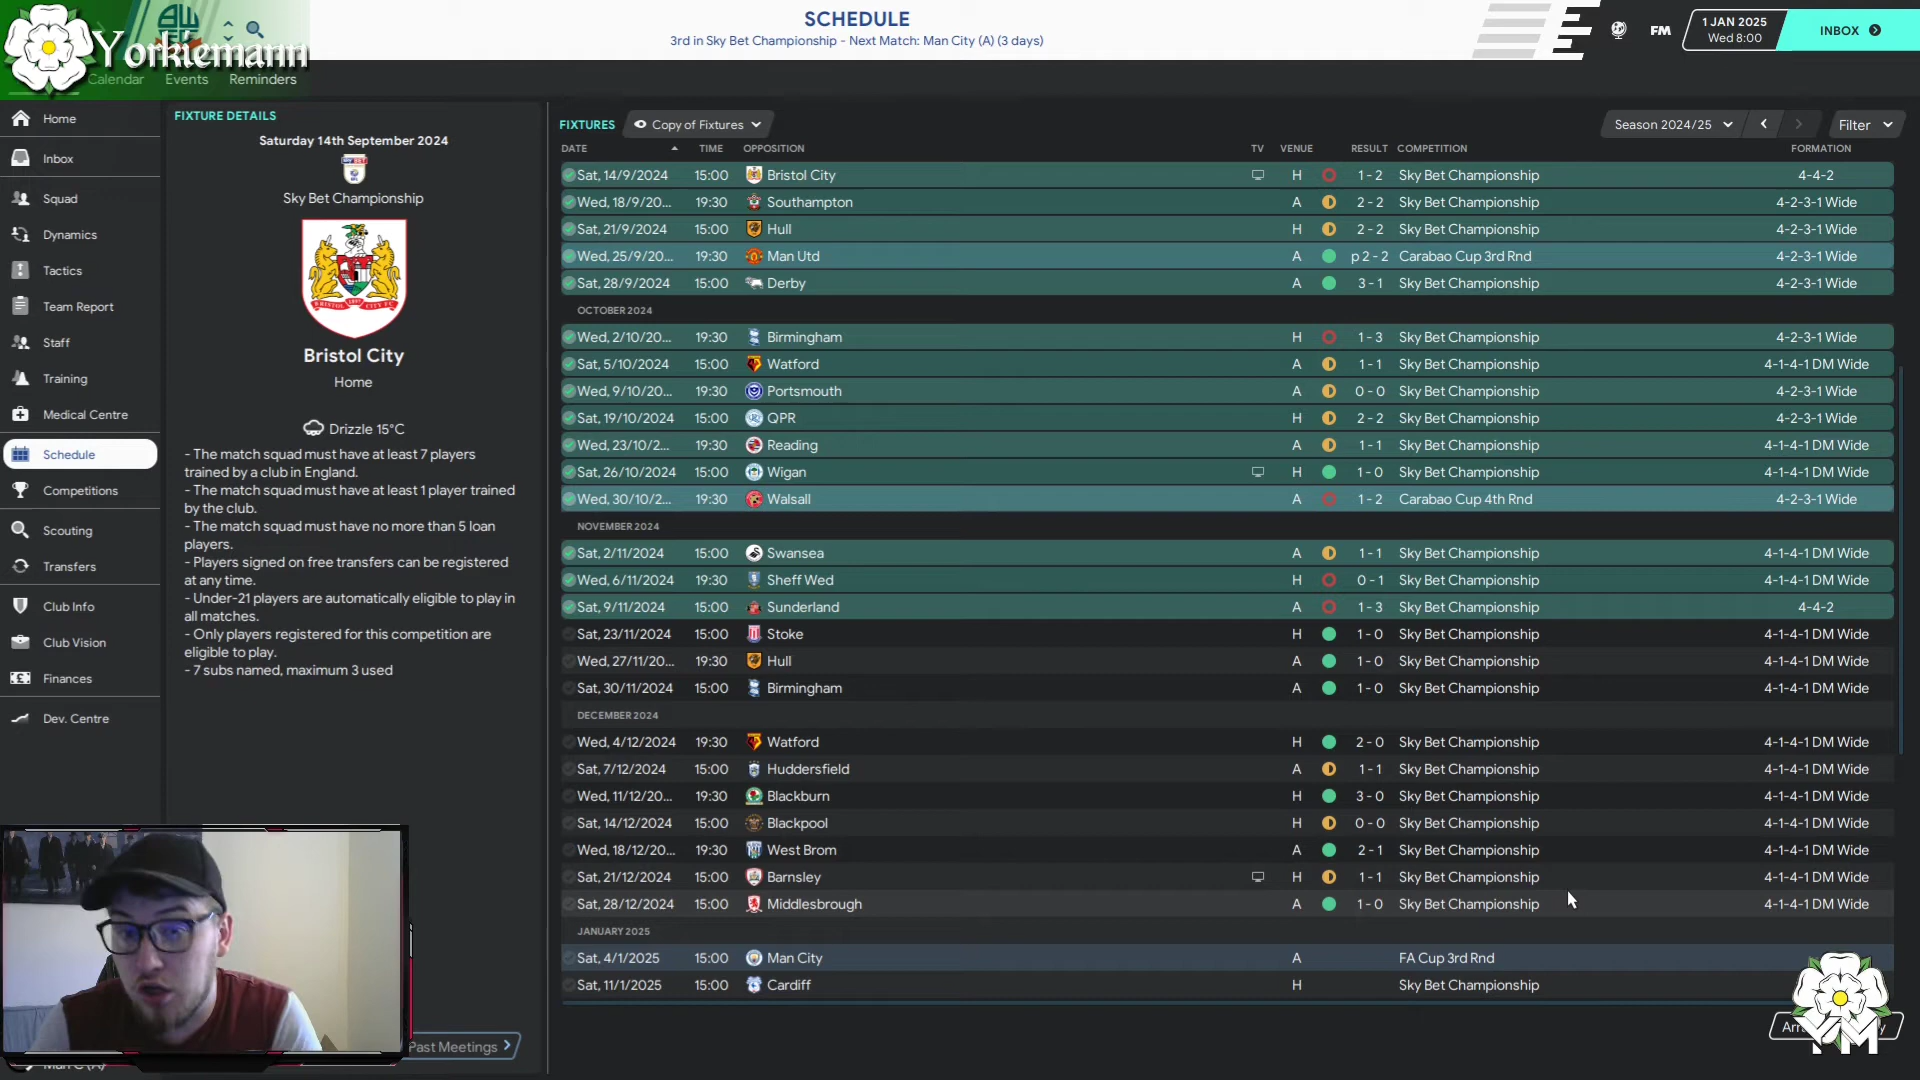 SCHEDULE
3rd in Sky Bet Championship - Next Match: Man City (A) (3 days)
FM
1 JAN 2025
Wed 8:00
INBOX
Yorkiemann
Calendar Events Reminders
Home
Inbox
Squad
Dynamics
Tactics
Team Report
Staff
Training
Medical Centre
Schedule
Competitions
Scouting
Transfers
Club Info
Club Vision
Finances
Dev. Centre
FIXTURE DETAILS
Saturday 14th September 2024
Sky Bet Championship
Bristol City
Home
Drizzle 15°C
- The match squad must have at least 7 players
trained by a club in England.
- The match squad must have at least 1 player trained
by the club.
- The match squad must have no more than 5 loan
players.
- Players signed on free transfers can be registered
at any time.
- Under-21 players are automatically eligible to play in
all matches.
- Only players registered for this competition are
eligible to play.
- 7 subs named, maximum 3 used
Past Meetings
FIXTURES Copy of Fixtures Season 2024/25 Filter
DATE TIME OPPOSITION TV VENUE RESULT COMPETITION FORMATION
Sat, 14/9/2024 15:00 Bristol City H 1 - 2 Sky Bet Championship 4-4-2
Wed, 18/9/20... 19:30 Southampton A 2 - 2 Sky Bet Championship 4-2-3-1 Wide
Sat, 21/9/2024 15:00 Hull H 2 - 2 Sky Bet Championship 4-2-3-1 Wide
Wed, 25/9/20... 19:30 Man Utd A p 2 - 2 Carabao Cup 3rd Rnd 4-2-3-1 Wide
Sat, 28/9/2024 15:00 Derby A 3 - 1 Sky Bet Championship 4-2-3-1 Wide
OCTOBER 2024
Wed, 2/10/20... 19:30 Birmingham H 1 - 3 Sky Bet Championship 4-2-3-1 Wide
Sat, 5/10/2024 15:00 Watford A 1 - 1 Sky Bet Championship 4-1-4-1 DM Wide
Wed, 9/10/20... 19:30 Portsmouth A 0 - 0 Sky Bet Championship 4-2-3-1 Wide
Sat, 19/10/2024 15:00 QPR H 2 - 2 Sky Bet Championship 4-2-3-1 Wide
Wed, 23/10/2... 19:30 Reading A 1 - 1 Sky Bet Championship 4-1-4-1 DM Wide
Sat, 26/10/2024 15:00 Wigan H 1 - 0 Sky Bet Championship 4-1-4-1 DM Wide
Wed, 30/10/2... 19:30 Walsall A 1 - 2 Carabao Cup 4th Rnd 4-2-3-1 Wide
NOVEMBER 2024
Sat, 2/11/2024 15:00 Swansea A 1 - 1 Sky Bet Championship 4-1-4-1 DM Wide
Wed, 6/11/2024 19:30 Sheff Wed H 0 - 1 Sky Bet Championship 4-1-4-1 DM Wide
Sat, 9/11/2024 15:00 Sunderland A 1 - 3 Sky Bet Championship 4-4-2
Sat, 23/11/2024 15:00 Stoke H 1 - 0 Sky Bet Championship 4-1-4-1 DM Wide
Wed, 27/11/20... 19:30 Hull A 1 - 0 Sky Bet Championship 4-1-4-1 DM Wide
Sat, 30/11/2024 15:00 Birmingham A 1 - 0 Sky Bet Championship 4-1-4-1 DM Wide
DECEMBER 2024
Wed, 4/12/2024 19:30 Watford H 2 - 0 Sky Bet Championship 4-1-4-1 DM Wide
Sat, 7/12/2024 15:00 Huddersfield A 1 - 1 Sky Bet Championship 4-1-4-1 DM Wide
Wed, 11/12/20... 19:30 Blackburn H 3 - 0 Sky Bet Championship 4-1-4-1 DM Wide
Sat, 14/12/2024 15:00 Blackpool H 0 - 0 Sky Bet Championship 4-1-4-1 DM Wide
Wed, 18/12/20... 19:30 West Brom A 2 - 1 Sky Bet Championship 4-1-4-1 DM Wide
Sat, 21/12/2024 15:00 Barnsley H 1 - 1 Sky Bet Championship 4-1-4-1 DM Wide
Sat, 28/12/2024 15:00 Middlesbrough A 1 - 0 Sky Bet Championship 4-1-4-1 DM Wide
JANUARY 2025
Sat, 4/1/2025 15:00 Man City A FA Cup 3rd Rnd
Sat, 11/1/2025 15:00 Cardiff H Sky Bet Championship
YM